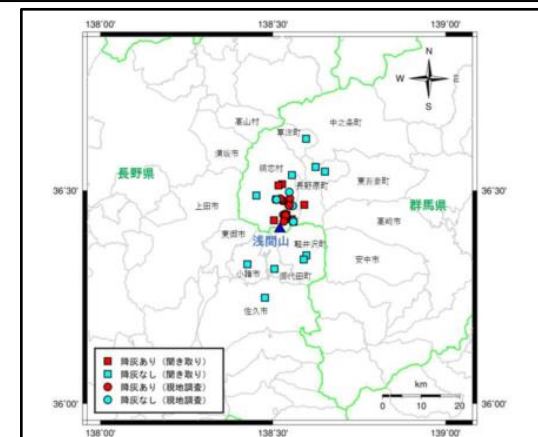 138°00' 138°30' 139°00'
N
W E
S
中之条町
高山村
草津町
須坂市
嬬恋村
長野県
長野原町
東吾妻町
36°30' 36°30'
上田市
群馬県
高崎市
東御市
浅間山
軽井沢町
安中市
小諸市
御代田町
佐久市
降灰あり（聞き取り）
降灰なし（聞き取り）
降灰あり（現地調査）
降灰なし（現地調査）
km
0 10 20
36°00' 36°00'
138°00' 138°30' 139°00'